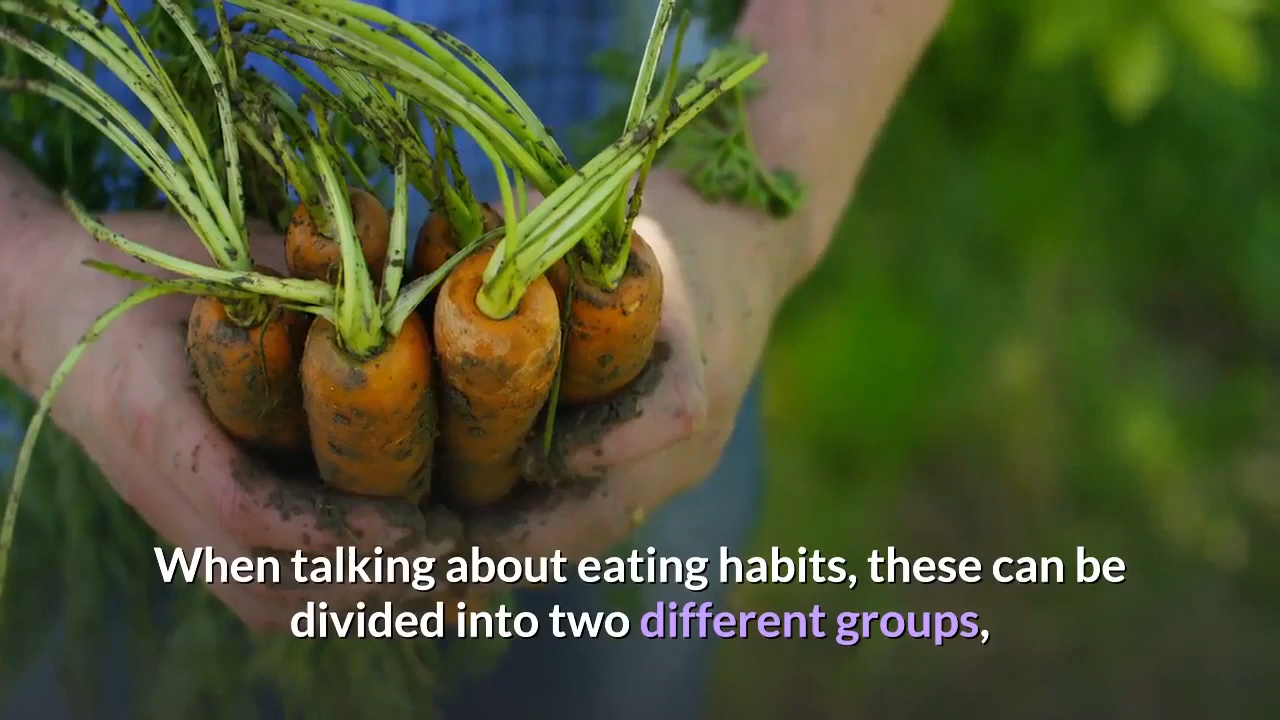 When talking about eating habits, these can be
divided into two different groups,